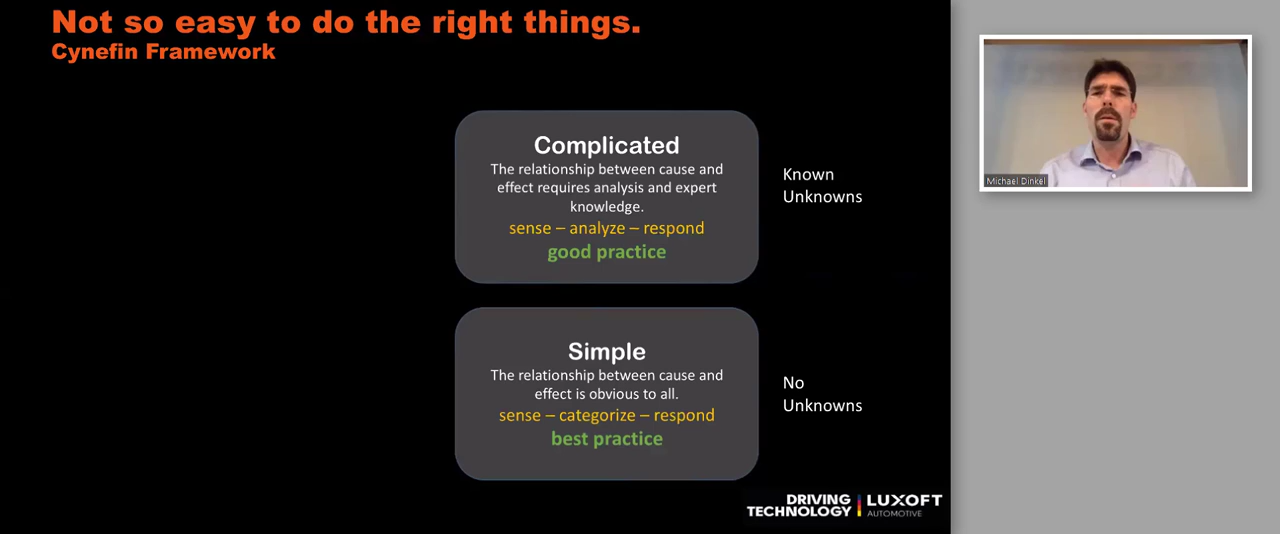 Not so easy to do the right things.
Cynefin Framework
Complicated
The relationship between cause and
effect requires analysis and expert
knowledge.
sense – analyze – respond
good practice
Known
Unknowns
Simple
The relationship between cause and
effect is obvious to all.
sense – categorize – respond
best practice
No
Unknowns
DRIVING
TECHNOLOGY
LUXOFT
AUTOMOTIVE
Michael Dinkel